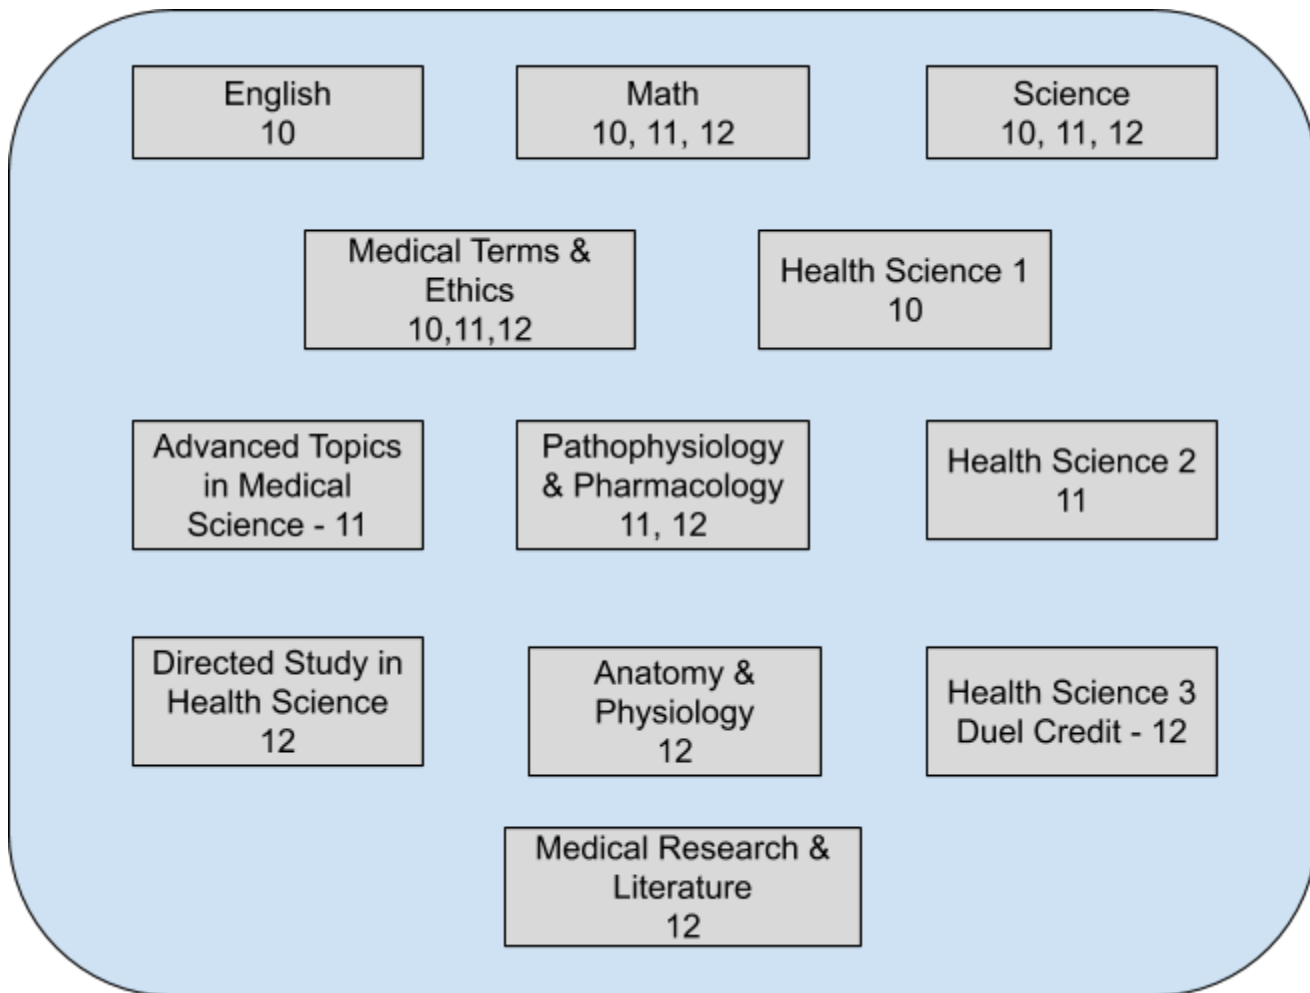 English
10
Math
10, 11, 12
Science
10, 11, 12
Medical Terms &
Ethics
10,11,12
Health Science 1
10
Advanced Topics
in Medical
Science - 11
Pathophysiology
& Pharmacology
11, 12
Health Science 2
11
Directed Study in
Health Science
12
Anatomy &
Physiology
12
Health Science 3
Duel Credit - 12
Medical Research &
Literature
12